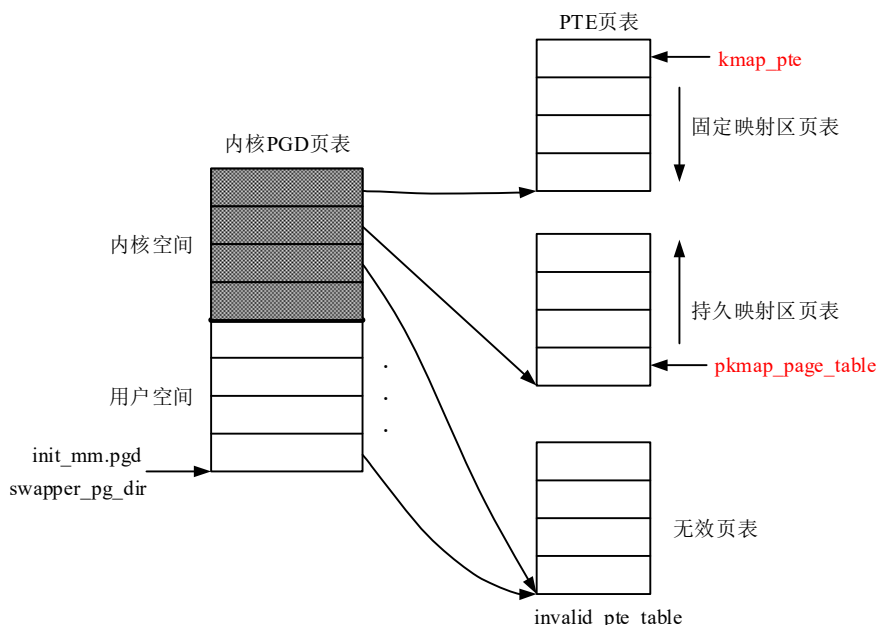 PTE页表
kmap_pte
固定映射区页表
内核PGD页表
内核空间
持久映射区页表
pkmap_page_table
用户空间
init_mm.pgd
swapper_pg_dir
无效页表
invalid_pte_table